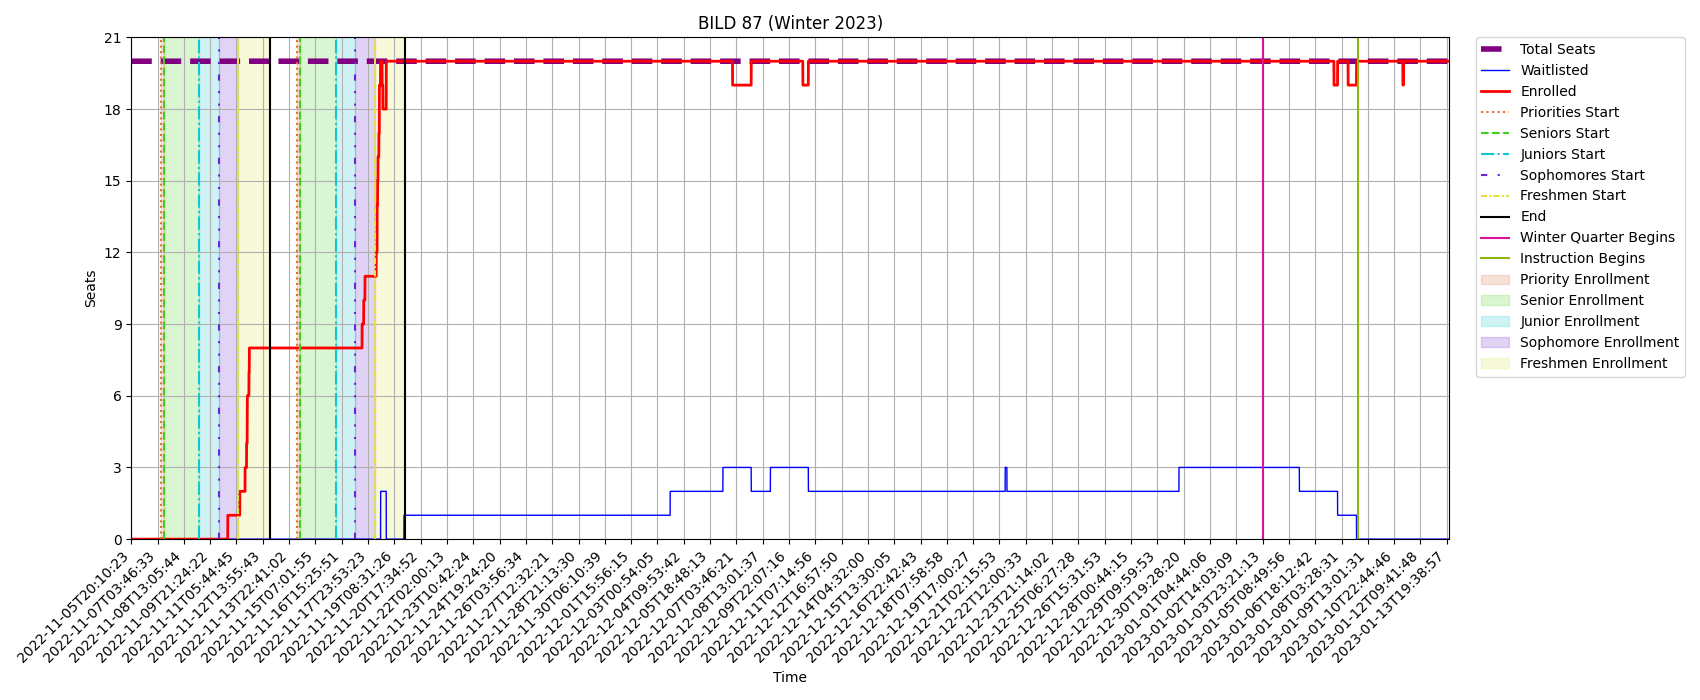 BILD 87 (Winter 2023)
21
18
15
12
9
6
3
0
Seats
2022-11-05T20:10:23
2022-11-07T03:46:33
2022-11-08T13:05:44
2022-11-09T21:24:22
2022-11-11T05:44:45
2022-11-12T13:55:43
2022-11-13T22:41:02
2022-11-15T07:01:55
2022-11-16T15:25:51
2022-11-17T23:53:23
2022-11-19T08:31:26
2022-11-20T17:34:52
2022-11-22T02:00:13
2022-11-23T10:42:24
2022-11-24T19:24:20
2022-11-26T03:56:34
2022-11-27T12:32:21
2022-11-28T21:13:30
2022-11-30T06:10:39
2022-12-01T15:56:15
2022-12-03T00:54:05
2022-12-04T09:53:42
2022-12-05T18:48:13
2022-12-07T03:46:21
2022-12-08T13:01:37
2022-12-09T22:07:16
2022-12-11T07:14:56
2022-12-12T16:57:50
2022-12-14T04:32:00
2022-12-15T13:30:05
2022-12-16T22:42:43
2022-12-18T07:58:58
2022-12-19T17:00:27
2022-12-21T02:15:53
2022-12-22T12:00:33
2022-12-23T21:14:02
2022-12-25T06:27:28
2022-12-26T15:31:53
2022-12-28T00:44:15
2022-12-29T09:59:53
2022-12-30T19:28:20
2023-01-01T04:44:06
2023-01-02T14:03:09
2023-01-03T23:21:13
2023-01-05T08:49:56
2023-01-06T18:12:42
2023-01-08T03:28:31
2023-01-09T13:01:31
2023-01-10T22:44:46
2023-01-12T09:41:48
2023-01-13T19:38:57
Time
Total Seats
Waitlisted
Enrolled
Priorities Start
Seniors Start
Juniors Start
Sophomores Start
Freshmen Start
End
Winter Quarter Begins
Instruction Begins
Priority Enrollment
Senior Enrollment
Junior Enrollment
Sophomore Enrollment
Freshmen Enrollment